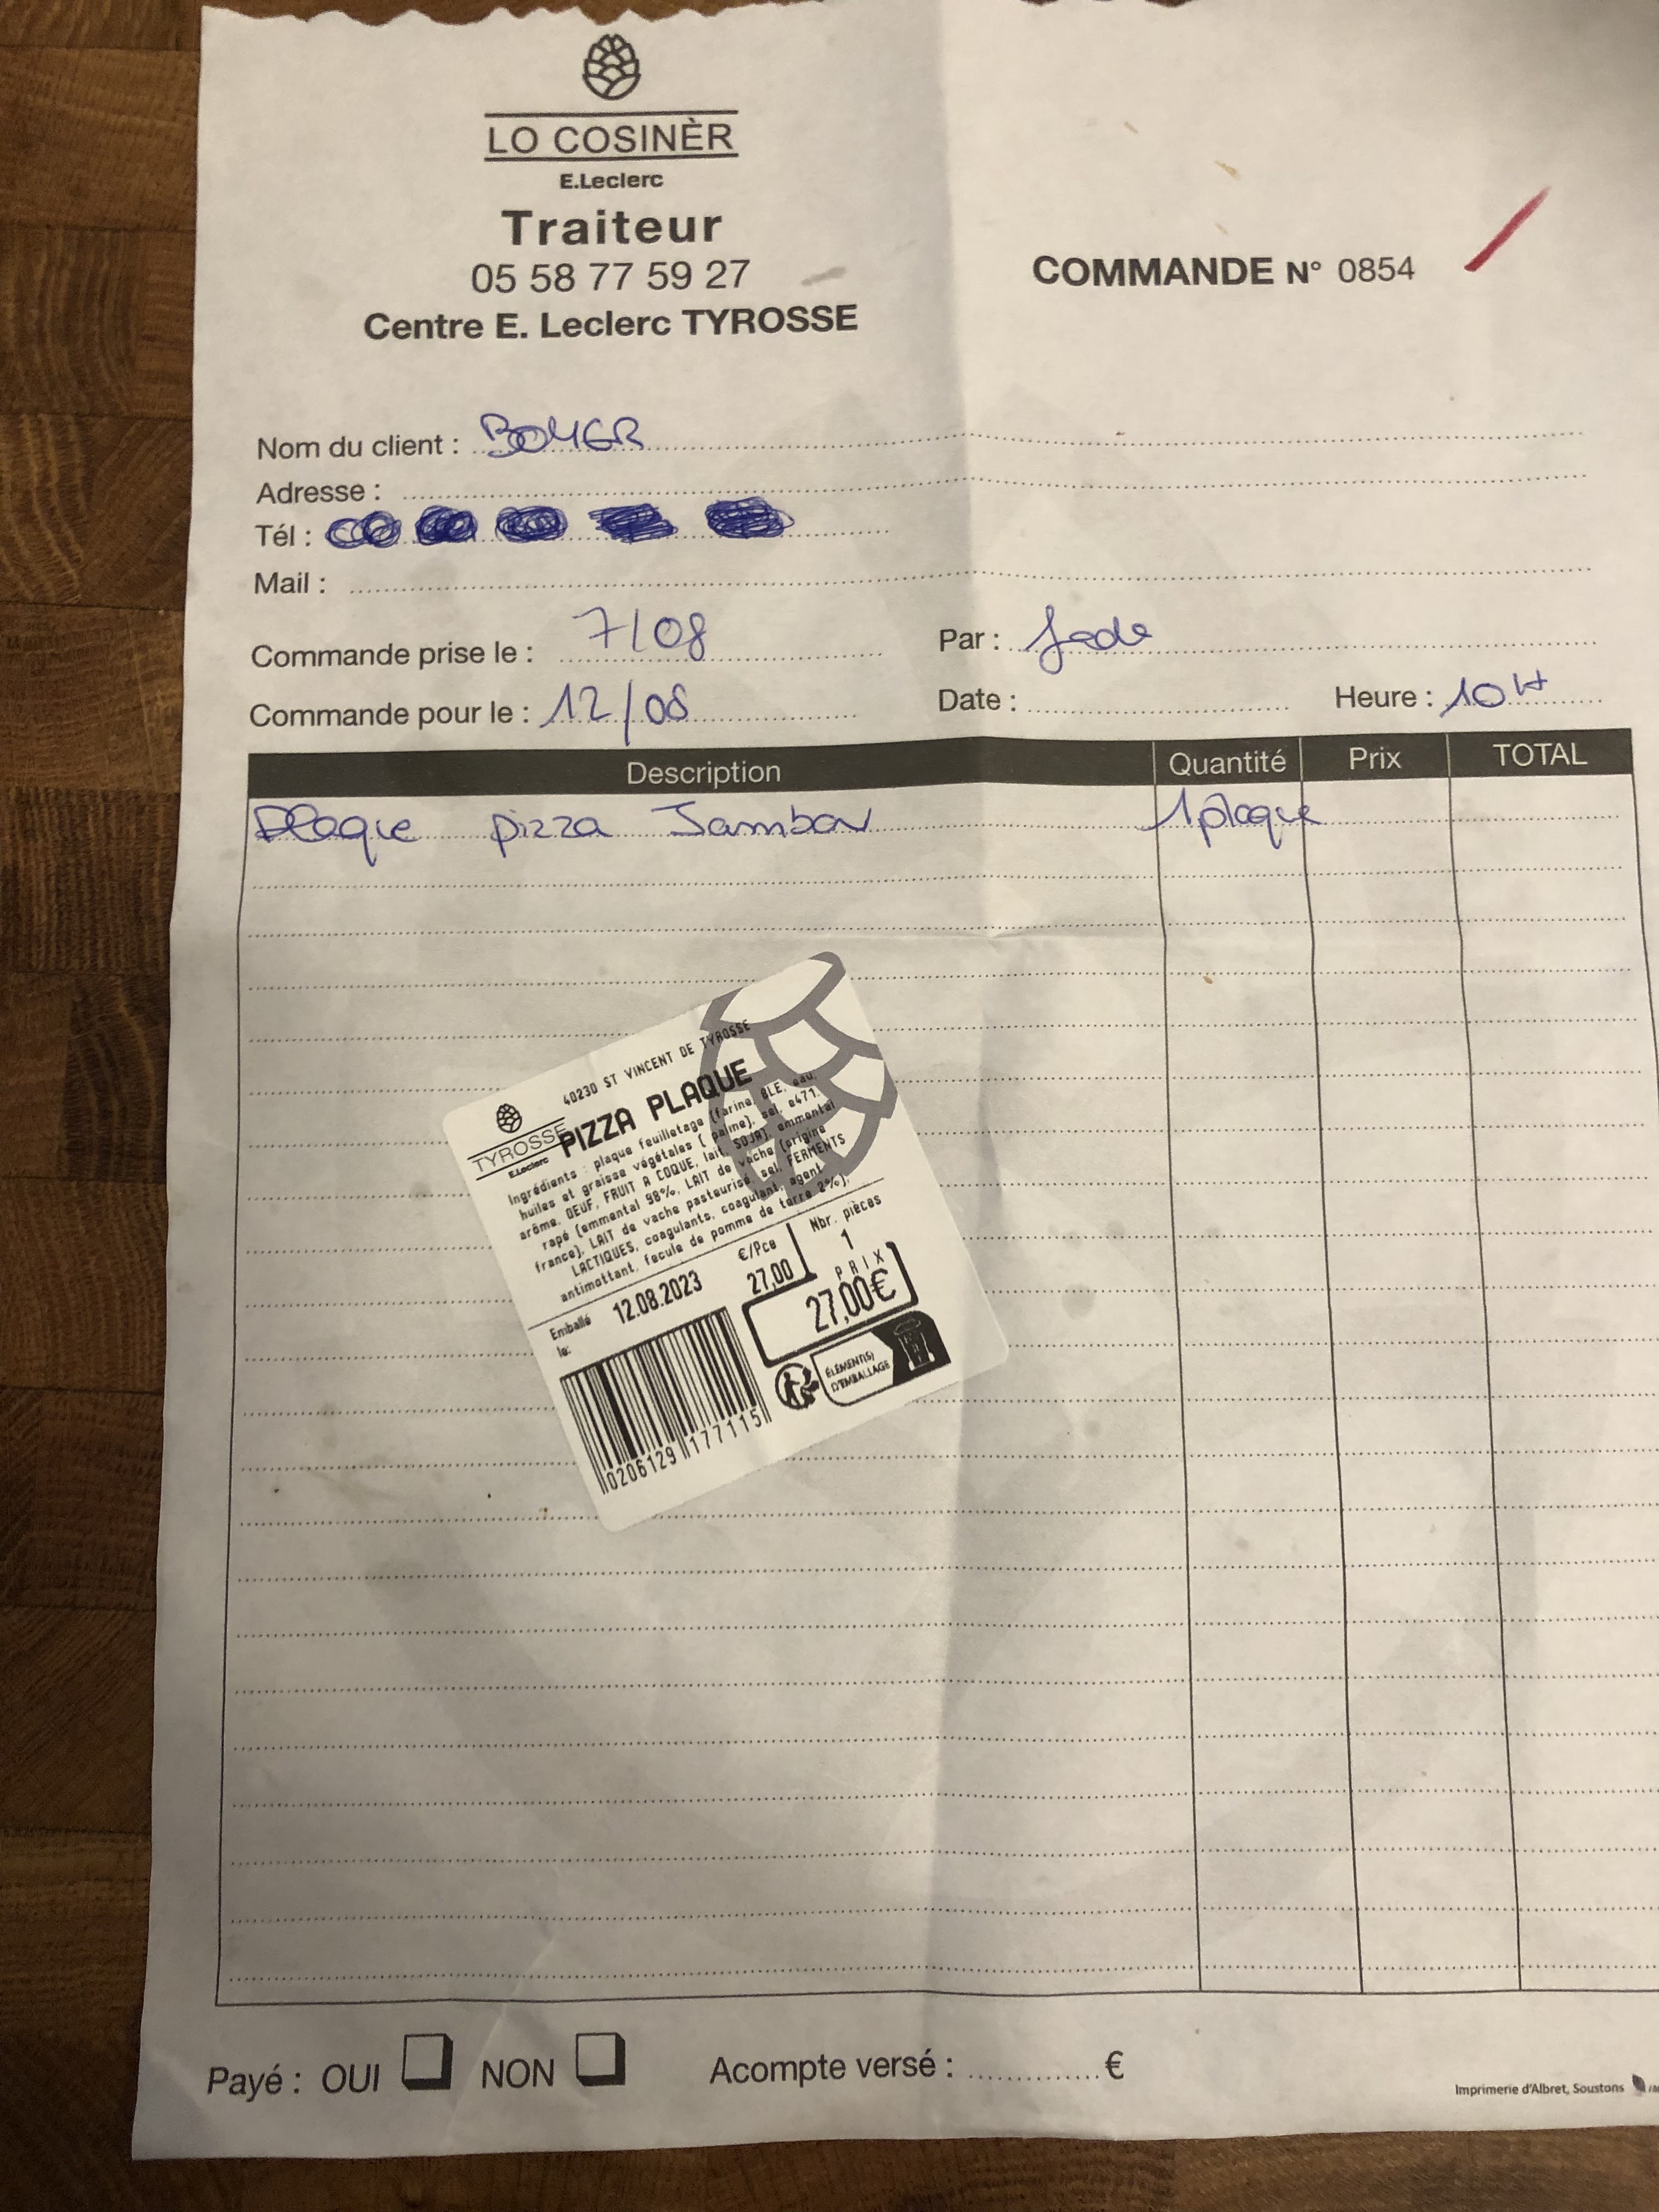 LO COSINÈR
E.Leclerc
Traiteur
05 58 77 59 27
Centre E. Leclerc TYROSSE
COMMANDE N° 0854
Nom du client : BOYER
Adresse :
Tél :
Mail :
Commande prise le : 7/08 Par : Jade
Commande pour le : 12/08 Date : Heure : 10H
Description Quantité Prix TOTAL
Plaque pizza Jambon 1 plaque
40230 ST VINCENT DE TYROSSE
TYROSSE
E.Leclerc
PIZZA PLAQUE
Ingrédients : plaque feuilletage (farine, BLE, eau,
huiles et graisse végétales ( palme), sel, e471,
arôme, OEUF, FRUIT A COQUE, lait, SOJA), emmental
rapé (emmental 98%, LAIT de vache (origine
france), LAIT de vache pasteurisé, sel, FERMENTS
LACTIQUES, coagulants, coagulant, agent
antimottant, fecule de pomme de terre 2%),
Emballé le: 12.08.2023
€/Pce 27,00
Nbr. pièces 1
PRIX
27,00€
ÉLÉMENT(S)
D'EMBALLAGE
0206129 177115
Payé : OUI NON Acompte versé : .............. €
Imprimerie d'Albret, Soustons